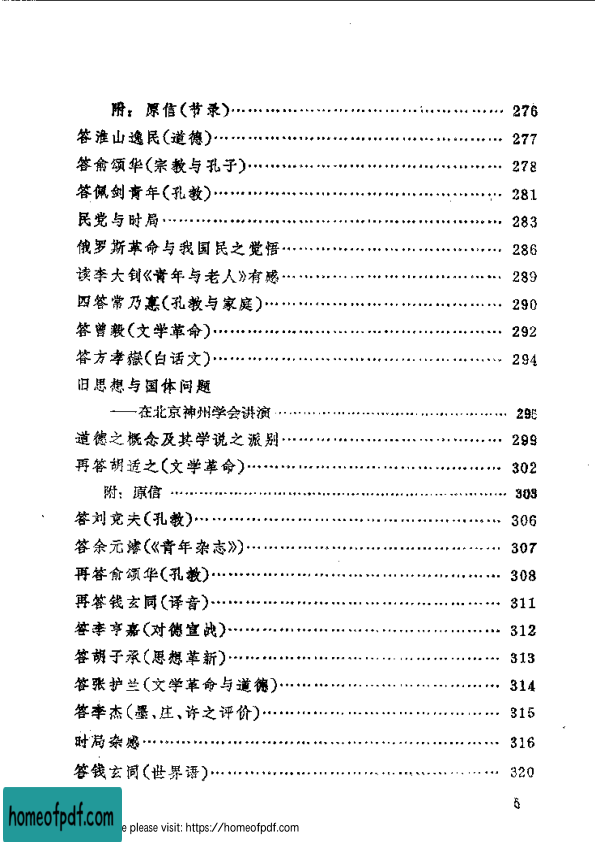 附：原信(节录)…………………………………… 276
答淮山逸民(道德)…………………………………… 277
答俞颂华(宗教与孔子)…………………………………… 278
答佩剑青年(孔教)…………………………………… 281
民党与时局…………………………………… 283
俄罗斯革命与我国民之觉悟…………………………………… 286
读李大钊《青年与老人》有感…………………………………… 289
四答常乃惪(孔教与家庭)…………………………………… 290
答曾毅(文学革命)…………………………………… 292
答方孝嶽(白话文)…………………………………… 294
旧思想与国体问题
——在北京神州学会讲演…………………………………… 296
道德之概念及其学说之派别…………………………………… 299
再答胡适之(文学革命)…………………………………… 302
附：原信…………………………………… 303
答刘竞夫(孔教)…………………………………… 306
答余元濬(《青年杂志》)…………………………………… 307
再答俞颂华(孔教)…………………………………… 308
再答钱玄同(译音)…………………………………… 311
答李亨嘉(对德宣战)…………………………………… 312
答胡子承(思想革新)…………………………………… 313
答张护兰(文学革命与道德)…………………………………… 314
答李杰(墨、庄、许之评价)…………………………………… 315
时局杂感…………………………………… 316
答钱玄同(世界语)…………………………………… 320
homeofpdf.com
e please visit: https://homeofpdf.com